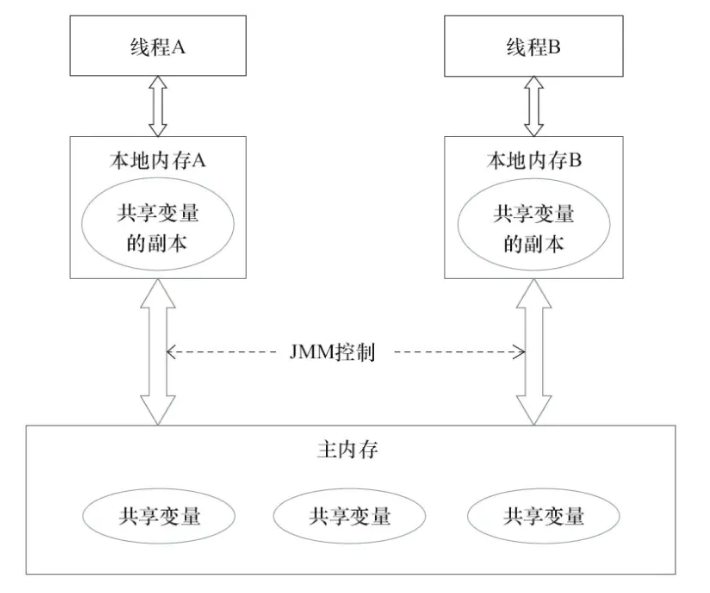 线程A
线程B
本地内存A
共享变量
的副本
本地内存B
共享变量
的副本
JMM控制
主内存
共享变量
共享变量
共享变量